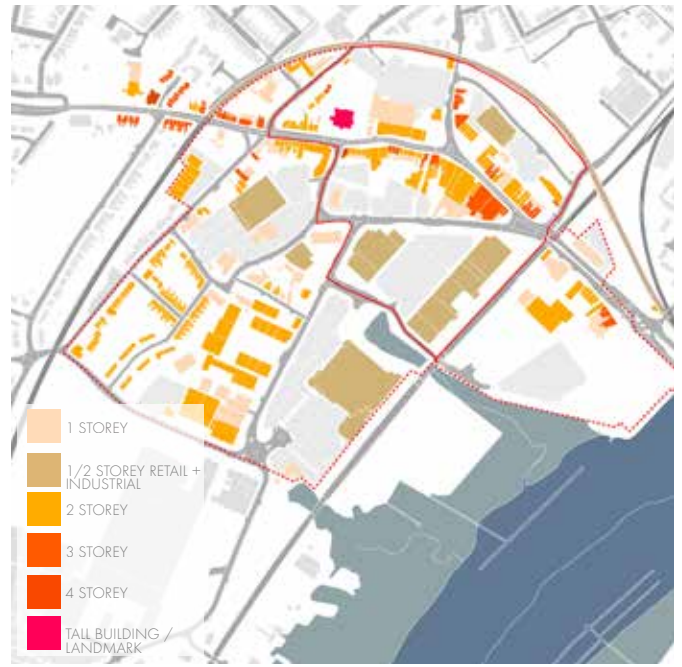 1 STOREY
1/2 STOREY RETAIL +
INDUSTRIAL
2 STOREY
3 STOREY
4 STOREY
TALL BUILDING /
LANDMARK